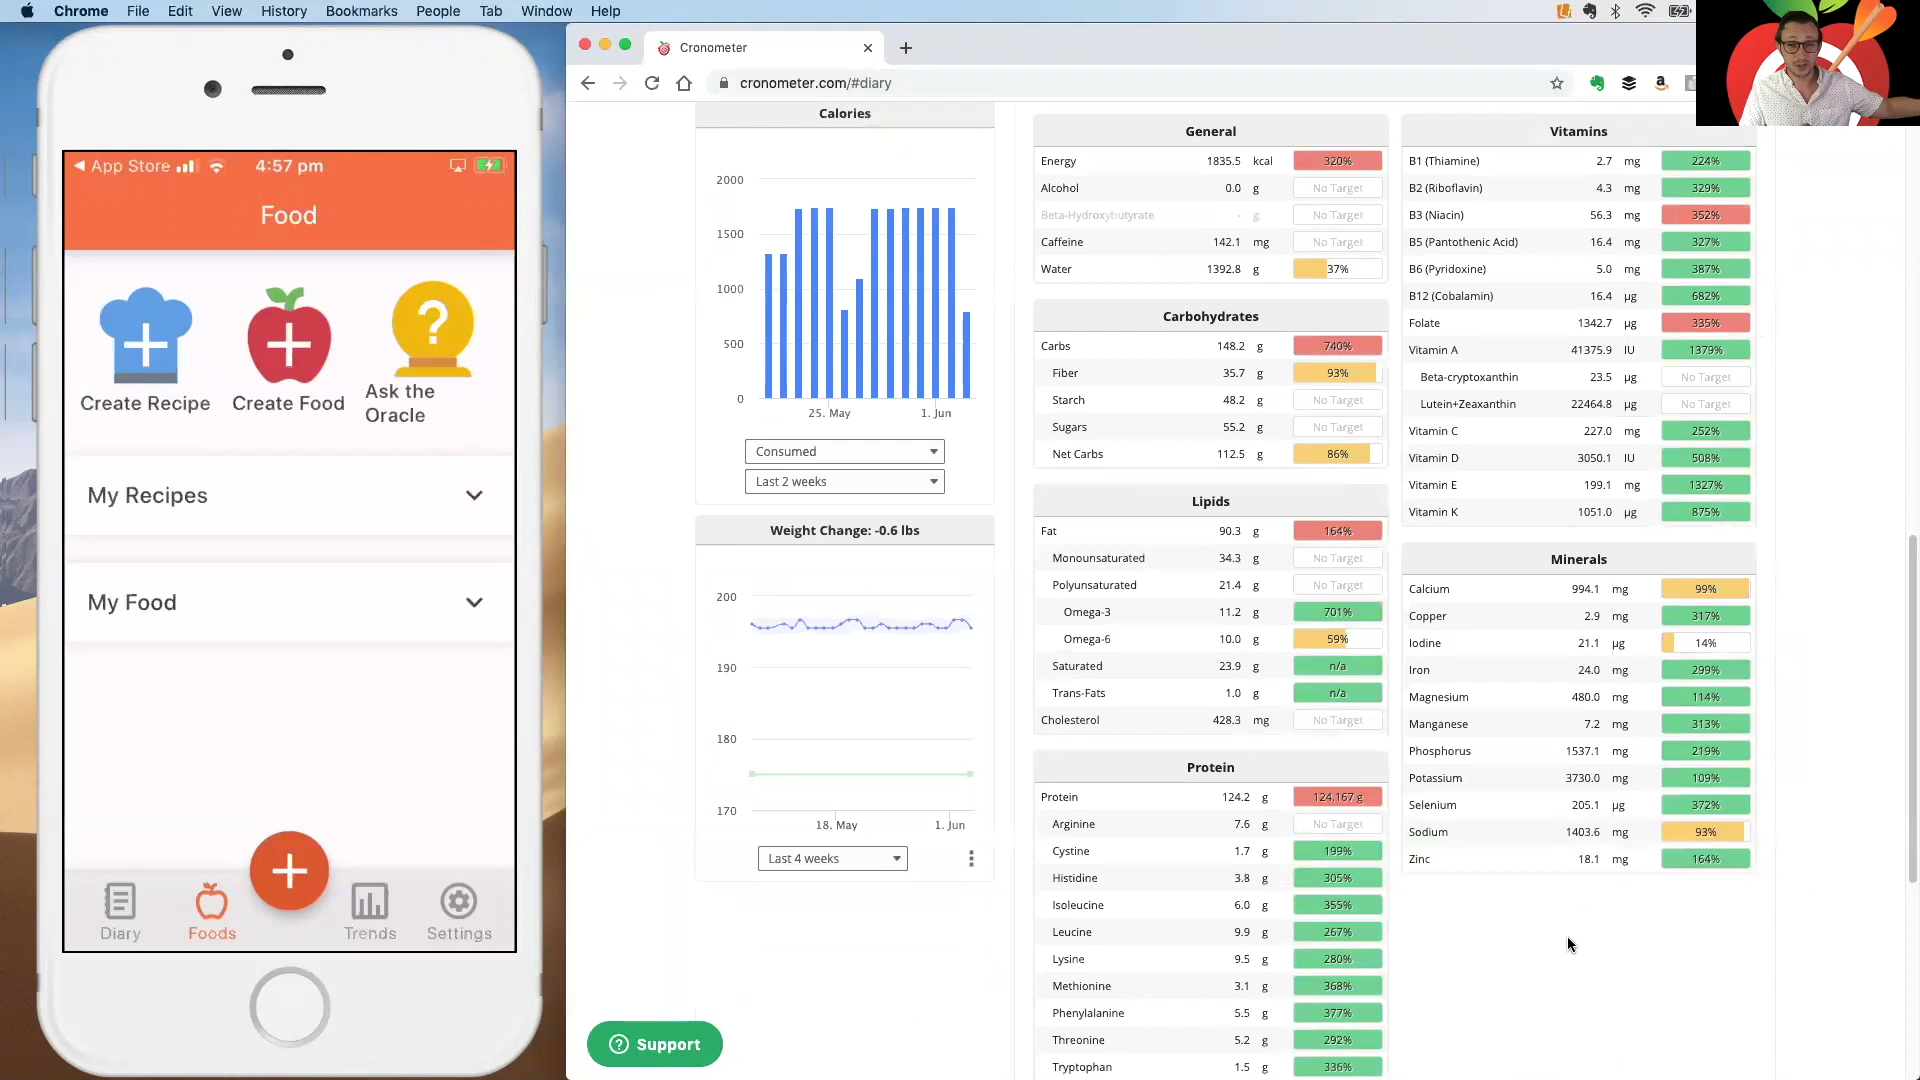 Chrome File Edit View History Bookmarks People Tab Window Help
App Store 4:57 pm
Food
Create Recipe
Create Food
Ask the
Oracle
?
My Recipes
My Food
Diary
Foods
Trends
Settings
Cronometer
cronometer.com/#diary
Calories
2000
1500
1000
500
0
25. May 1. Jun
Consumed
Last 2 weeks
Weight Change: -0.6 lbs
200
190
180
170
18. May 1. Jun
Last 4 weeks
Support
General
Energy 1835.5 kcal 320%
Alcohol 0.0 g No Target
Beta-Hydroxybutyrate - g No Target
Caffeine 142.1 mg No Target
Water 1392.8 g 37%
Carbohydrates
Carbs 148.2 g 740%
Fiber 35.7 g 93%
Starch 48.2 g No Target
Sugars 55.2 g No Target
Net Carbs 112.5 g 86%
Lipids
Fat 90.3 g 164%
Monounsaturated 34.3 g No Target
Polyunsaturated 21.4 g No Target
Omega-3 11.2 g 701%
Omega-6 10.0 g 59%
Saturated 23.9 g n/a
Trans-Fats 1.0 g n/a
Cholesterol 428.3 mg No Target
Protein
Protein 124.2 g 124.167 g
Arginine 7.6 g No Target
Cystine 1.7 g 199%
Histidine 3.8 g 305%
Isoleucine 6.0 g 355%
Leucine 9.9 g 267%
Lysine 9.5 g 280%
Methionine 3.1 g 368%
Phenylalanine 5.5 g 377%
Threonine 5.2 g 292%
Tryptophan 1.5 g 336%
Vitamins
B1 (Thiamine) 2.7 mg 224%
B2 (Riboflavin) 4.3 mg 329%
B3 (Niacin) 56.3 mg 352%
B5 (Pantothenic Acid) 16.4 mg 327%
B6 (Pyridoxine) 5.0 mg 387%
B12 (Cobalamin) 16.4 µg 682%
Folate 1342.7 µg 335%
Vitamin A 41375.9 IU 1379%
Beta-cryptoxanthin 23.5 µg No Target
Lutein+Zeaxanthin 22464.8 µg No Target
Vitamin C 227.0 mg 252%
Vitamin D 3050.1 IU 508%
Vitamin E 199.1 mg 1327%
Vitamin K 1051.0 µg 875%
Minerals
Calcium 994.1 mg 99%
Copper 2.9 mg 317%
Iodine 21.1 µg 14%
Iron 24.0 mg 299%
Magnesium 480.0 mg 114%
Manganese 7.2 mg 313%
Phosphorus 1537.1 mg 219%
Potassium 3730.0 mg 109%
Selenium 205.1 µg 372%
Sodium 1403.6 mg 93%
Zinc 18.1 mg 164%